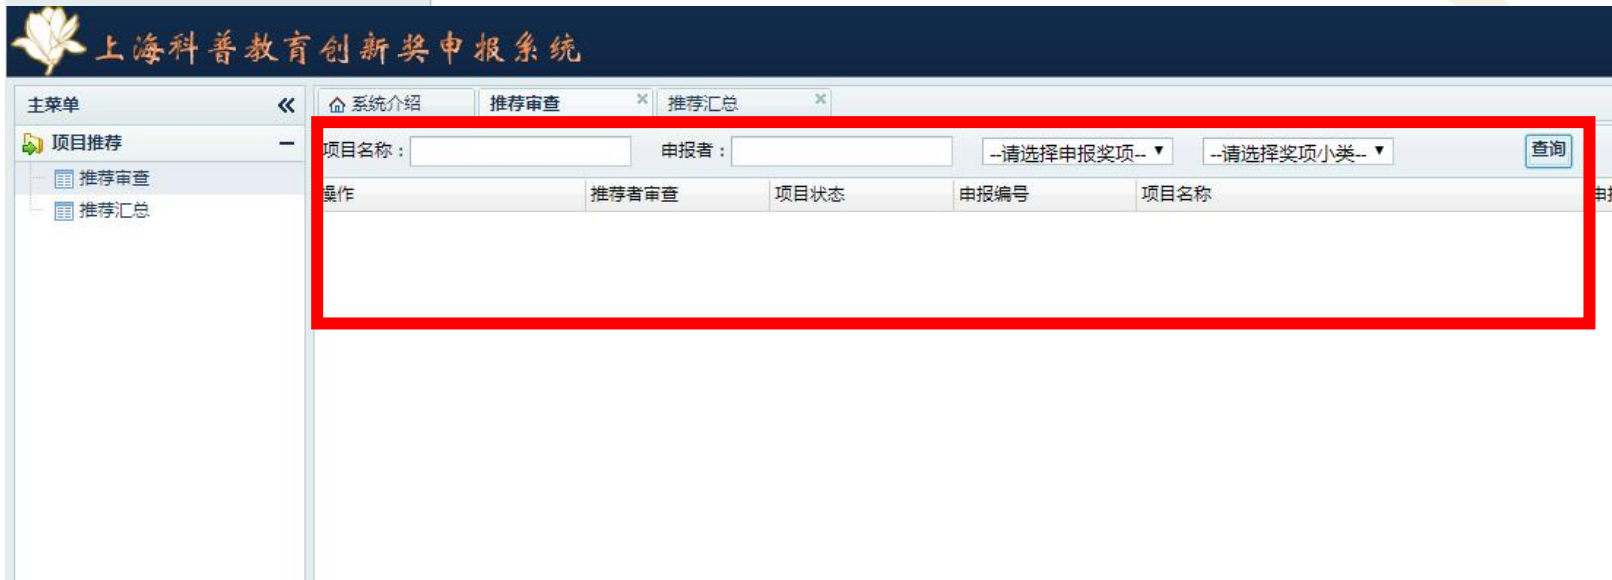 上海科普教育创新奖申报系统
主菜单 « 系统介绍 推荐审查 × 推荐汇总 ×
项目推荐 −
推荐审查
推荐汇总
项目名称： 申报者： --请选择申报奖项-- ▼ --请选择奖项小类-- ▼ 查询
操作 推荐者审查 项目状态 申报编号 项目名称